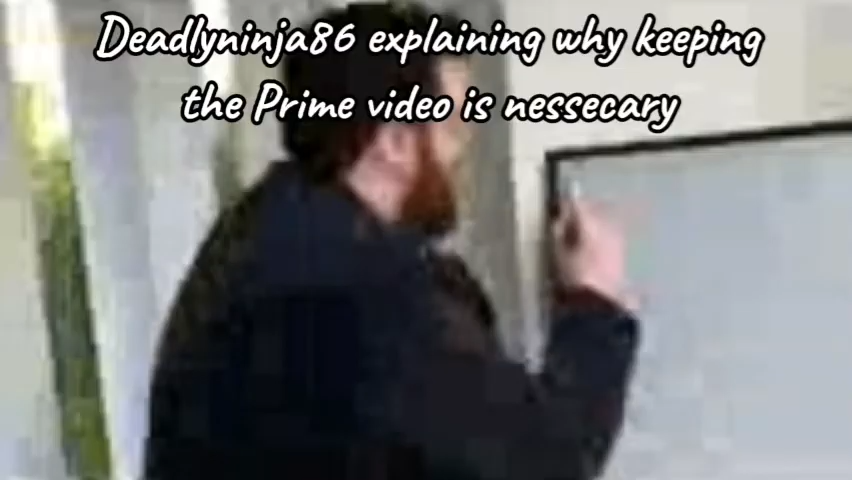 Deadlyninja86 explaining why keeping
the Prime video is nessecary